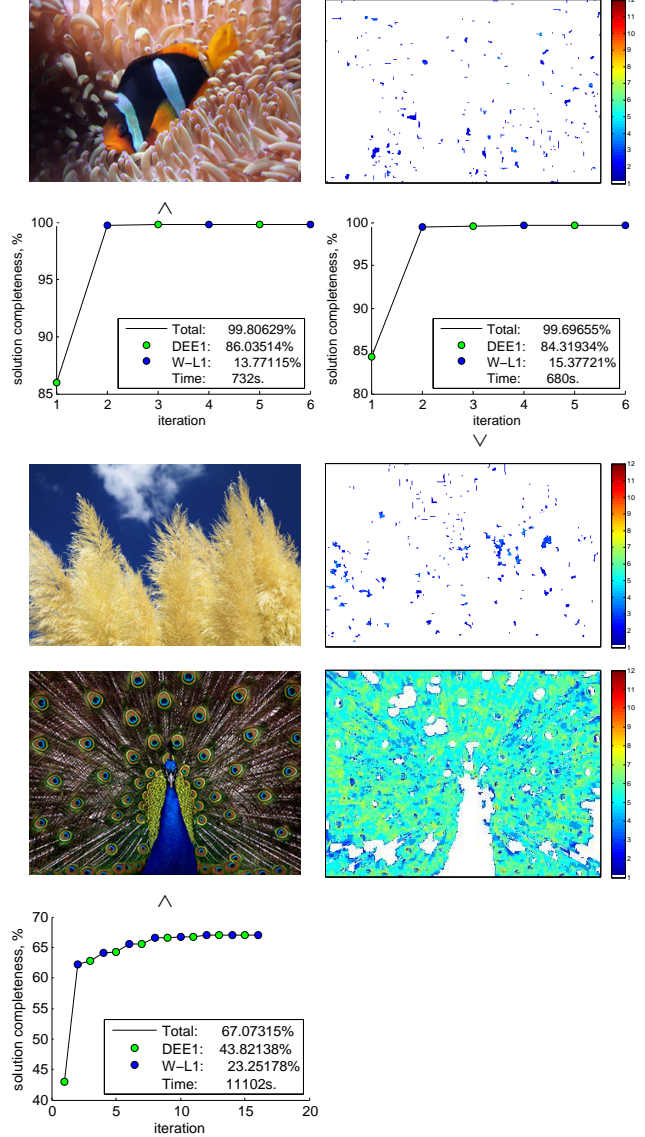 12
11
10
9
8
7
6
5
4
3
2
1
∧
100
95
90
85
solution completeness, %
Total: 99.80629%
DEE1: 86.03514%
W−L1: 13.77115%
Time: 732s.
1 2 3 4 5 6
iteration
100
95
90
85
80
solution completeness, %
Total: 99.69655%
DEE1: 84.31934%
W−L1: 15.37721%
Time: 680s.
1 2 3 4 5 6
iteration
∨
12
11
10
9
8
7
6
5
4
3
2
1
12
11
10
9
8
7
6
5
4
3
2
1
∧
70
65
60
55
50
45
40
solution completeness, %
Total: 67.07315%
DEE1: 43.82138%
W−L1: 23.25178%
Time: 11102s.
0 5 10 15 20
iteration